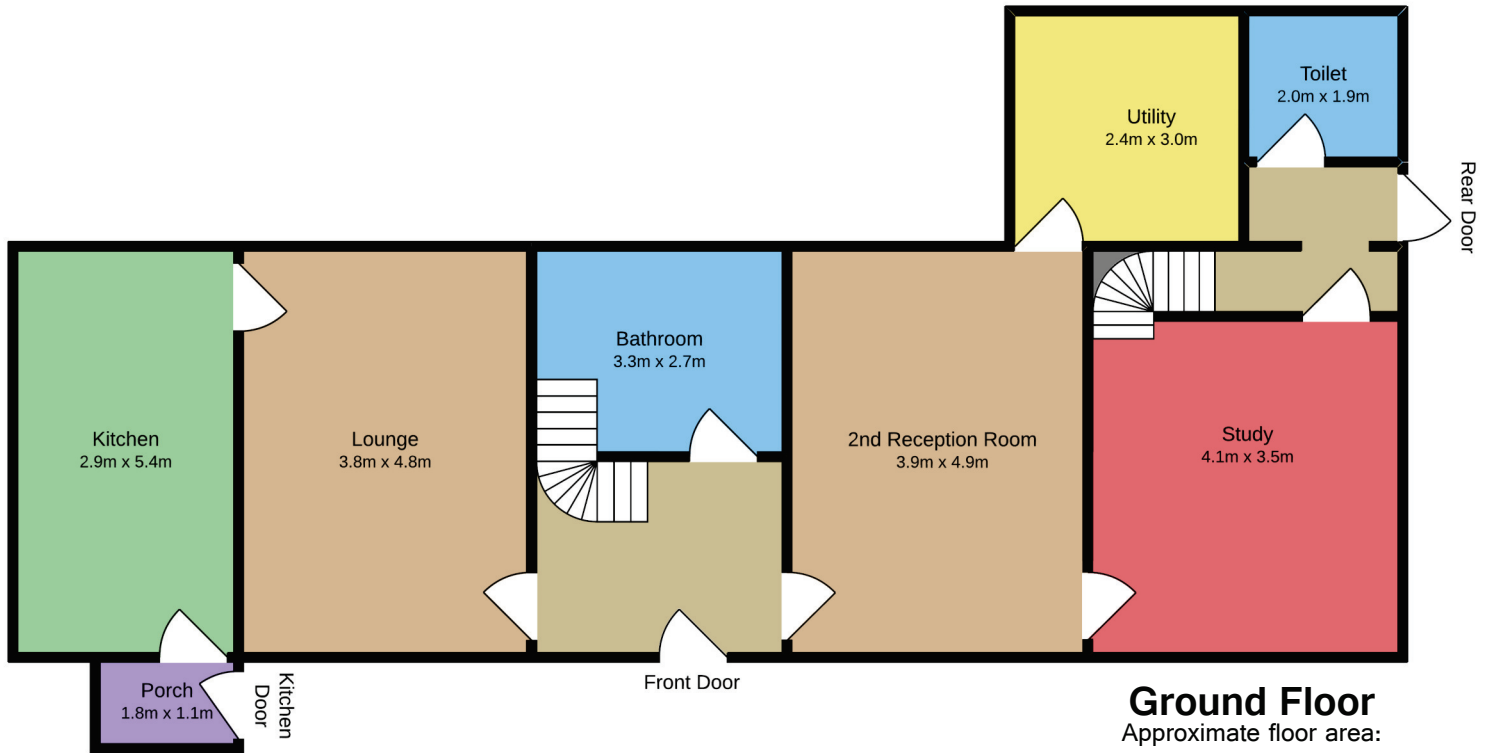 Toilet
2.0m x 1.9m
Utility
2.4m x 3.0m
Rear Door
Bathroom
3.3m x 2.7m
Kitchen
2.9m x 5.4m
Lounge
3.8m x 4.8m
2nd Reception Room
3.9m x 4.9m
Study
4.1m x 3.5m
Porch
1.8m x 1.1m
Kitchen
Door
Front Door
Ground Floor
Approximate floor area: